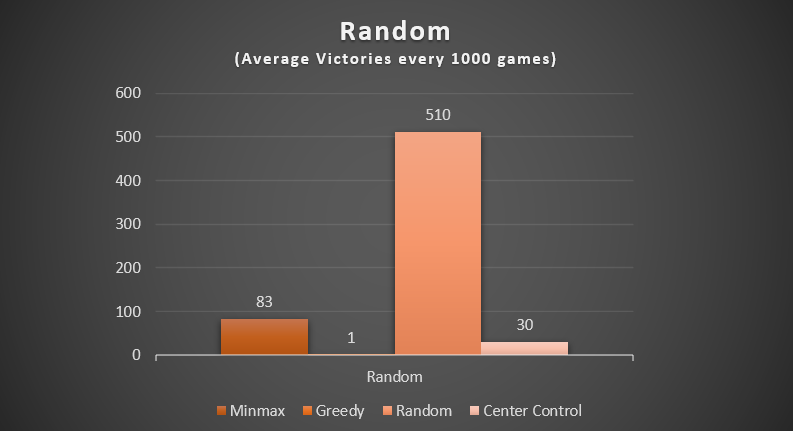 Random
(Average Victories every 1000 games)
600
510
500
400
300
200
83
100
1
30
0
Random
Minmax Greedy Random Center Control